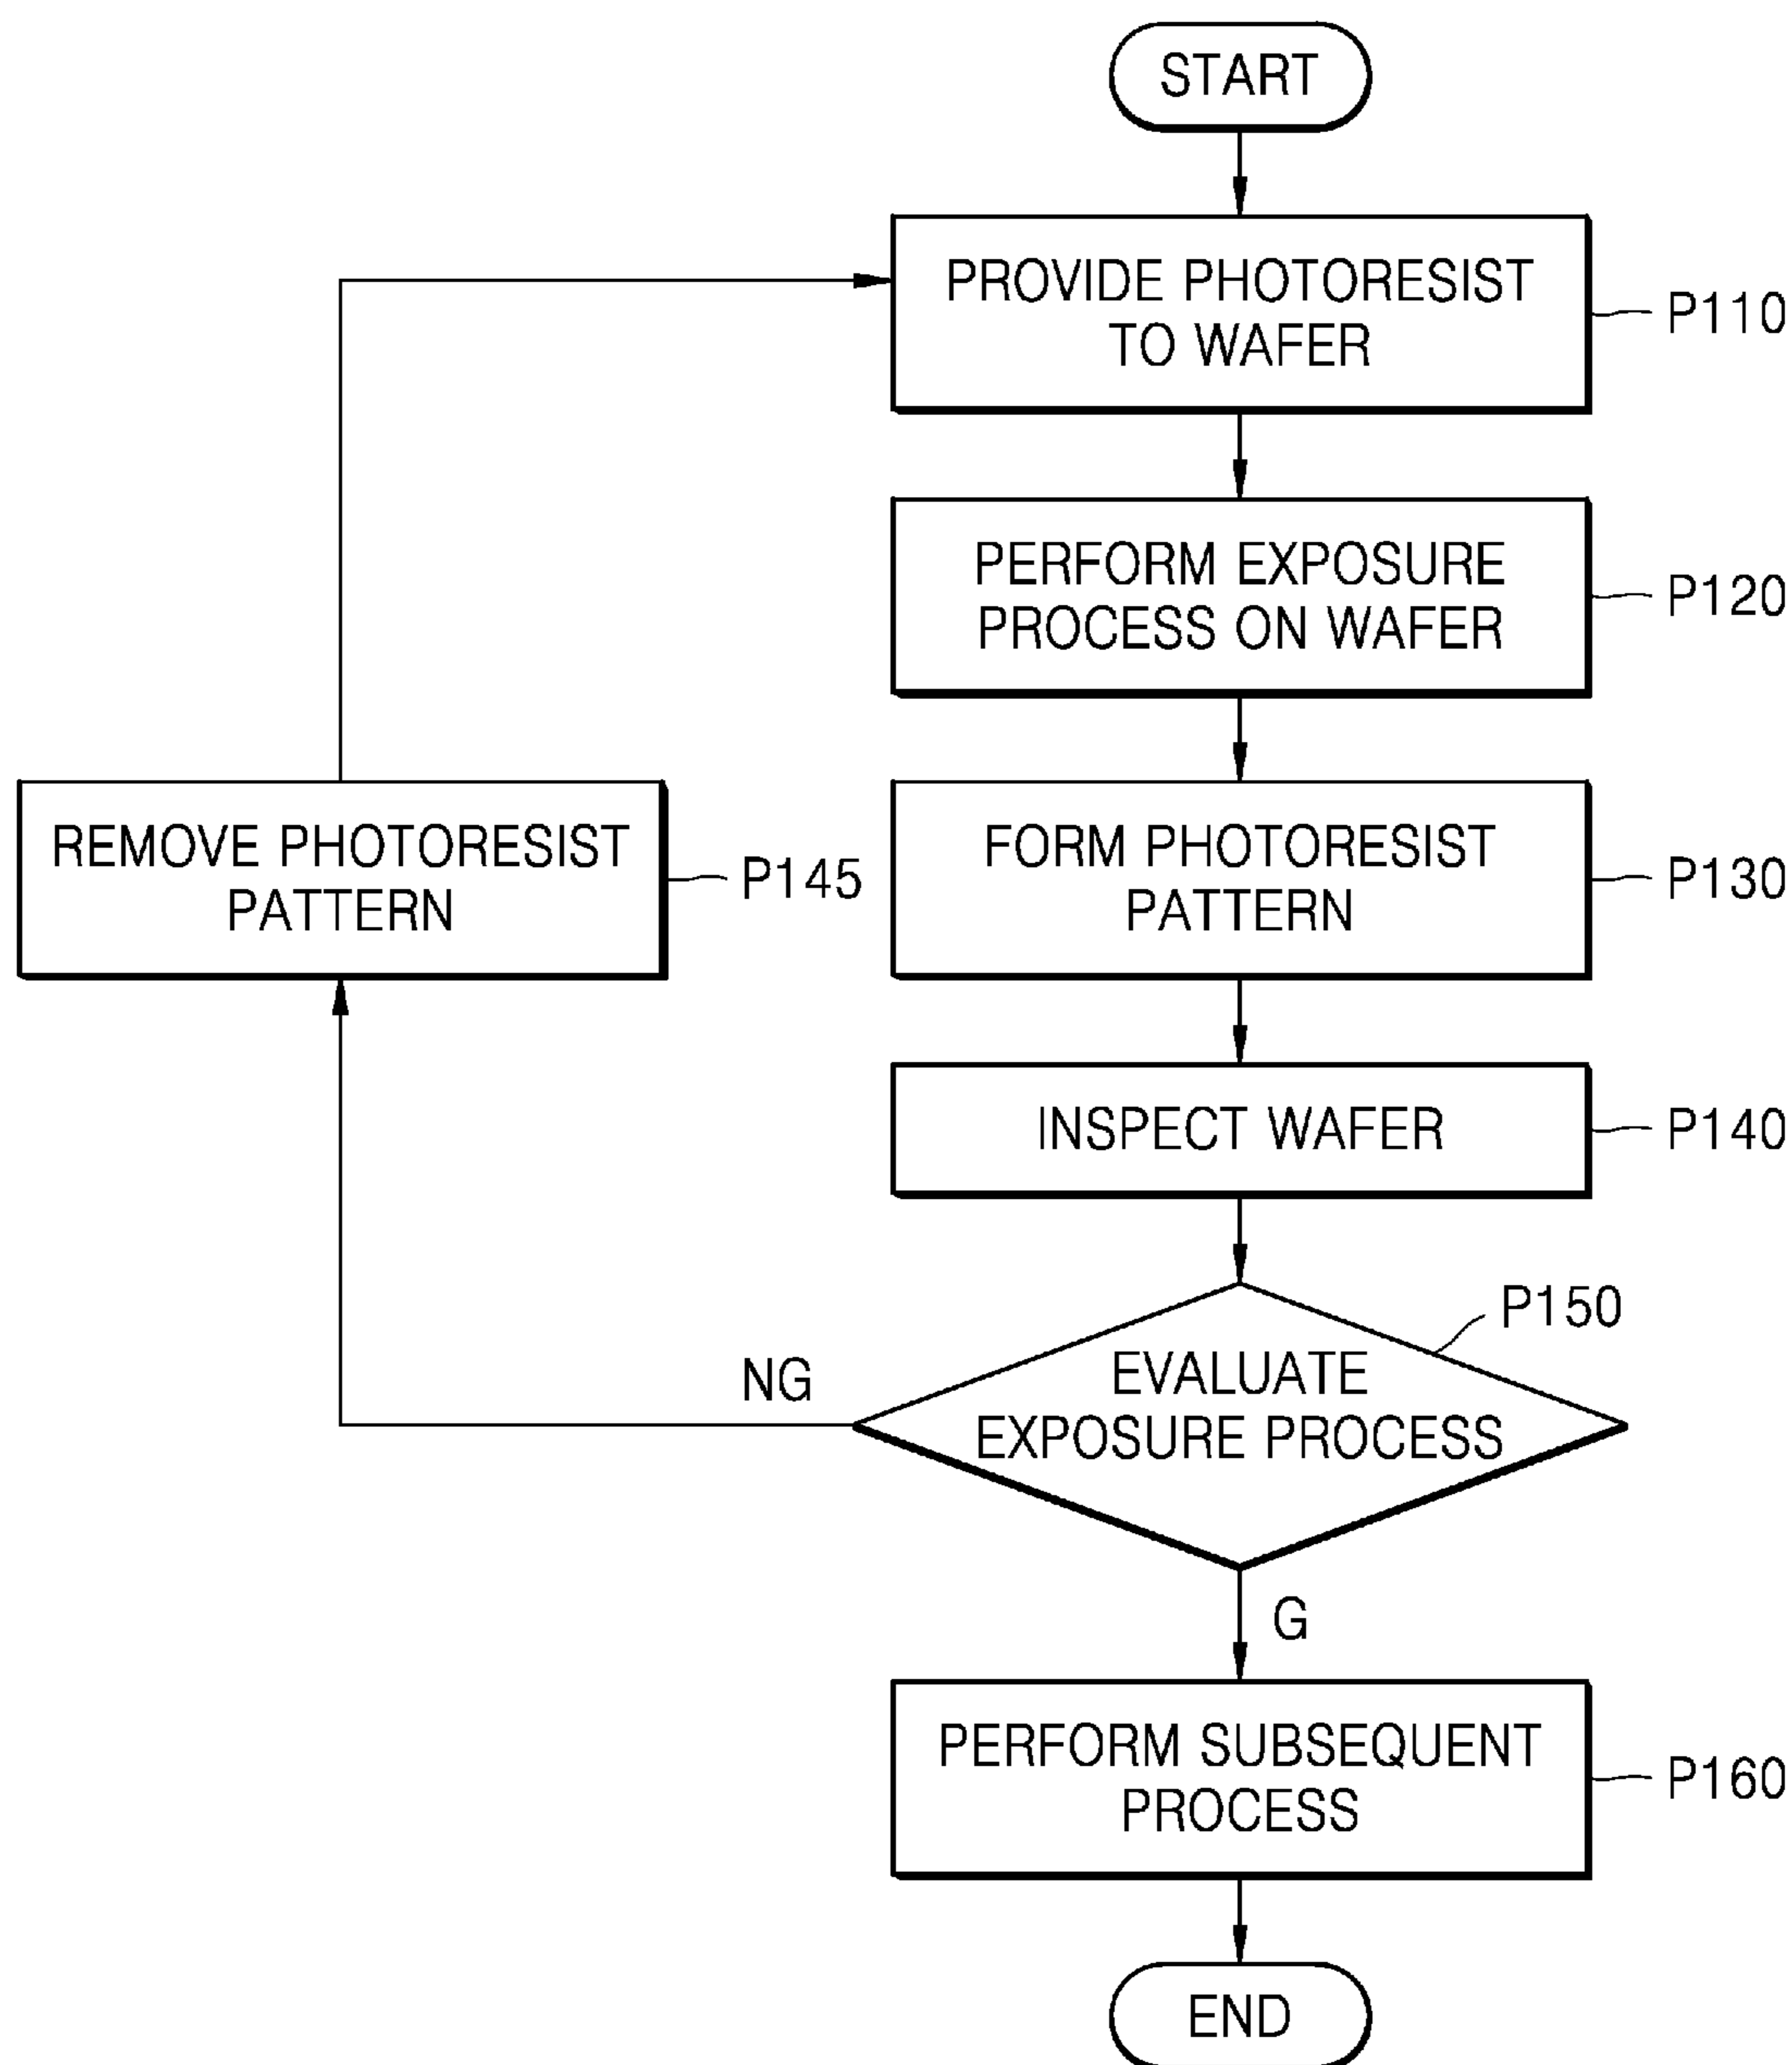 START
PROVIDE PHOTORESIST
TO WAFER
P110
PERFORM EXPOSURE
PROCESS ON WAFER
P120
REMOVE PHOTORESIST
PATTERN
P145
FORM PHOTORESIST
PATTERN
P130
INSPECT WAFER
P140
P150
NG
EVALUATE
EXPOSURE PROCESS
G
PERFORM SUBSEQUENT
PROCESS
P160
END